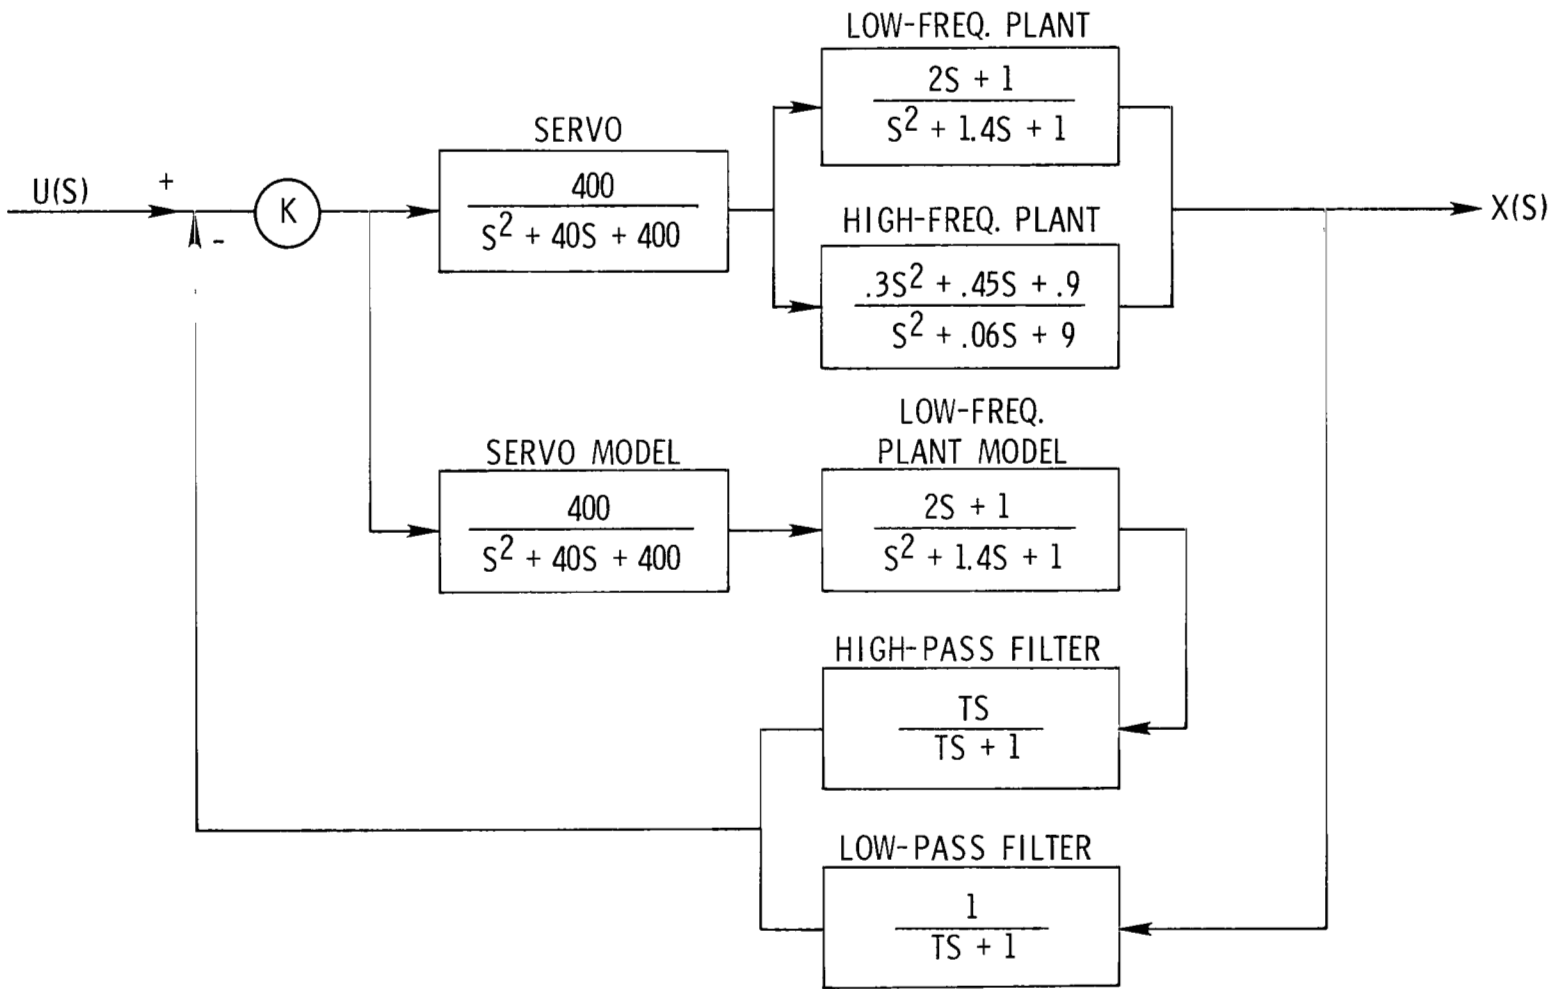 LOW-FREQ. PLANT
2S + 1
S² + 1.4S + 1
SERVO
400
S² + 40S + 400
U(S)
+
-
K
X(S)
HIGH-FREQ. PLANT
.3S² + .45S + .9
S² + .06S + 9
LOW-FREQ.
PLANT MODEL
SERVO MODEL
400
S² + 40S + 400
2S + 1
S² + 1.4S + 1
HIGH-PASS FILTER
TS
TS + 1
LOW-PASS FILTER
1
TS + 1